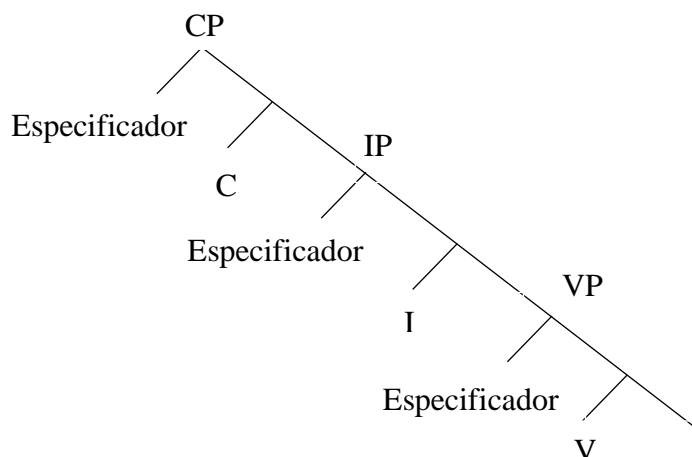 CP
Especificador
IP
C
Especificador
VP
I
Especificador
V